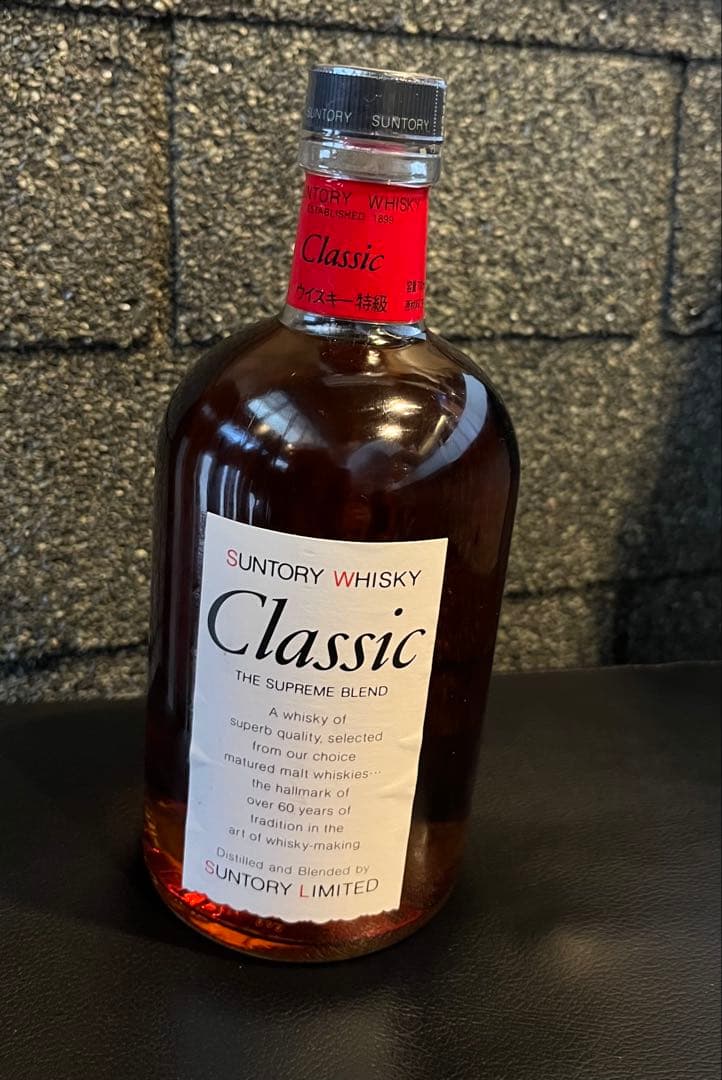 SUNTORY SUNTORY
NTORY WHISKY
ESTABLISHED 1899
Classic
ウイスキー特級
容量
SUNTORY WHISKY
Classic
THE SUPREME BLEND
A whisky of
superb quality, selected
from our choice
matured malt whiskies…
the hallmark of
over 60 years of
tradition in the
art of whisky-making
Distilled and Blended by
SUNTORY LIMITED